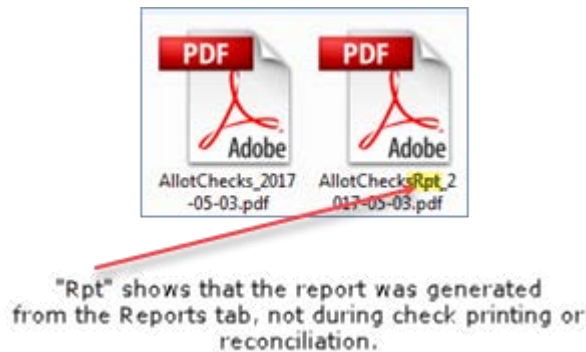 PDF PDF
Adobe Adobe
AllotChecks_2017 AllotChecksRpt_2
-05-03.pdf 017-05-03.pdf
"Rpt" shows that the report was generated
from the Reports tab, not during check printing or
reconciliation.